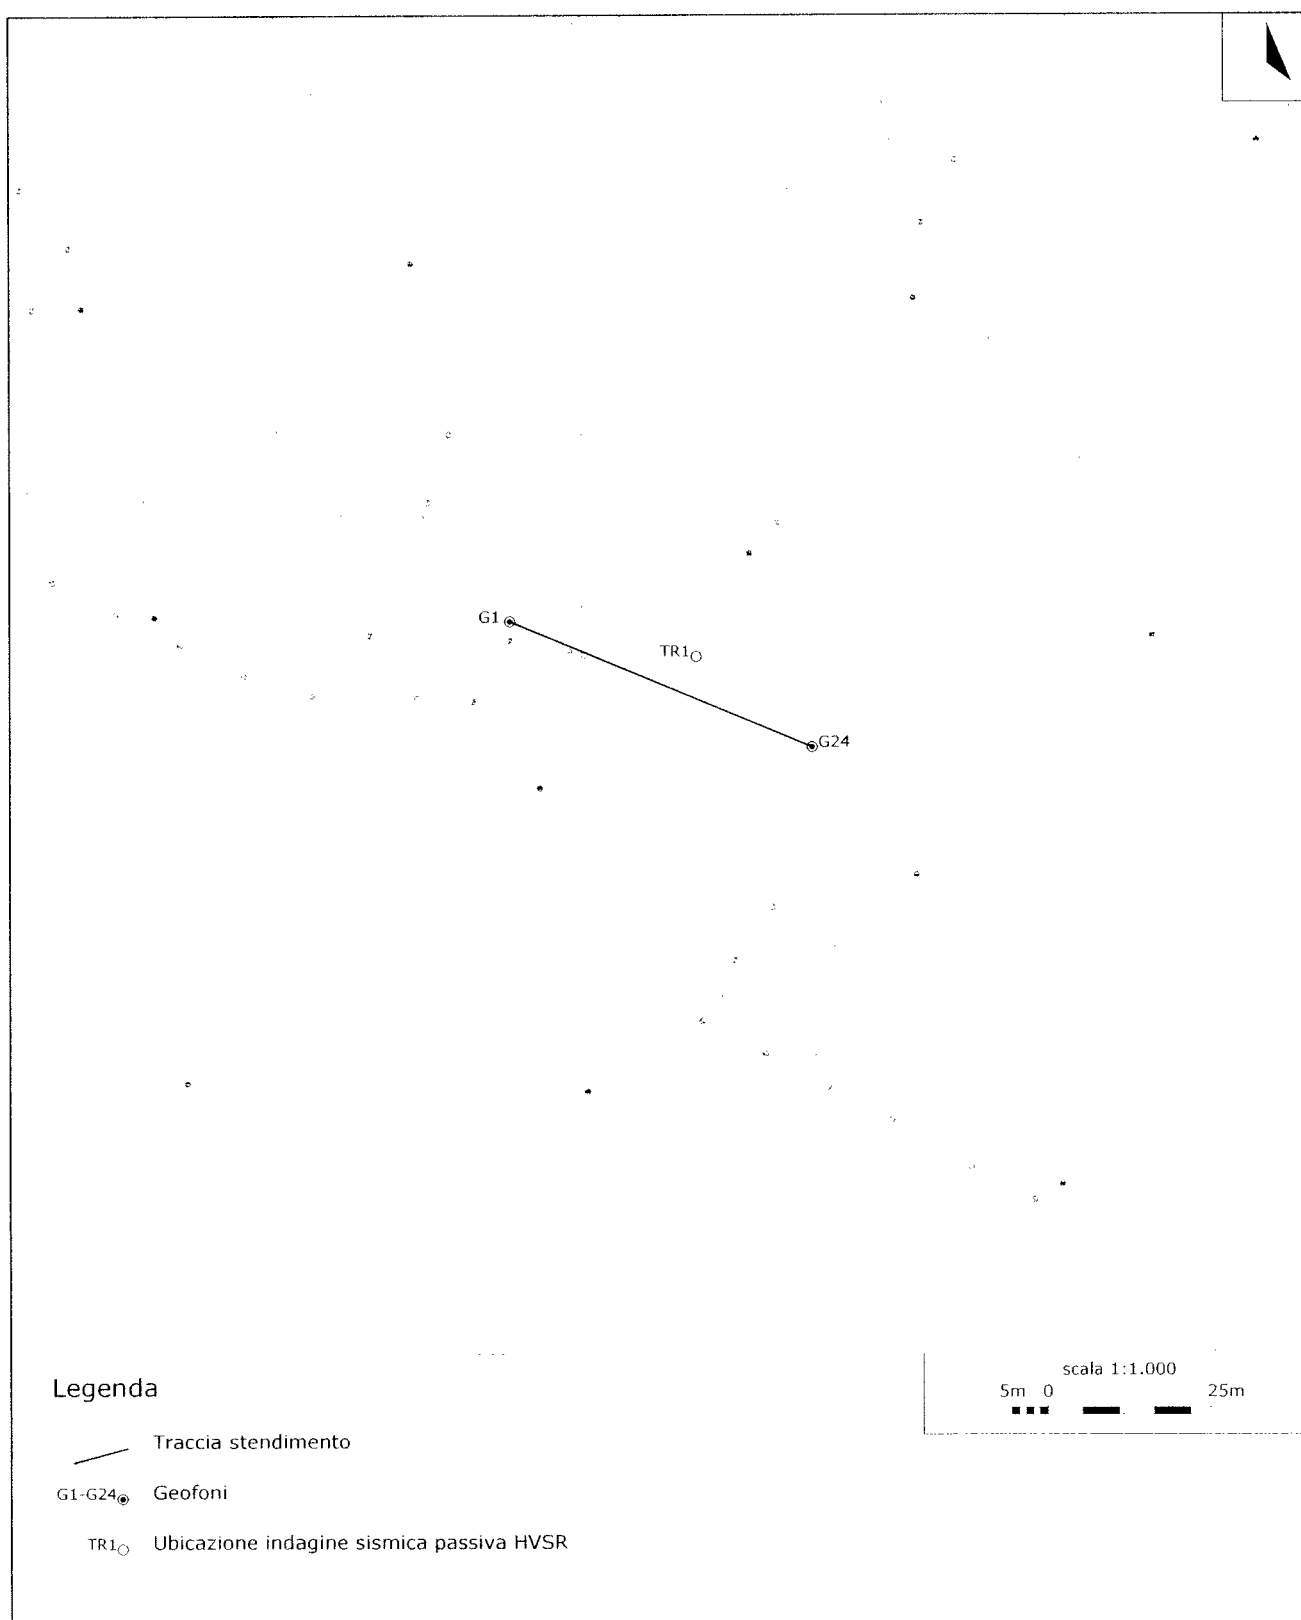 G1
TR1
G24
Legenda
scala 1:1.000
5m 0 25m
Traccia stendimento
G1-G24 Geofoni
TR1 Ubicazione indagine sismica passiva HVSR